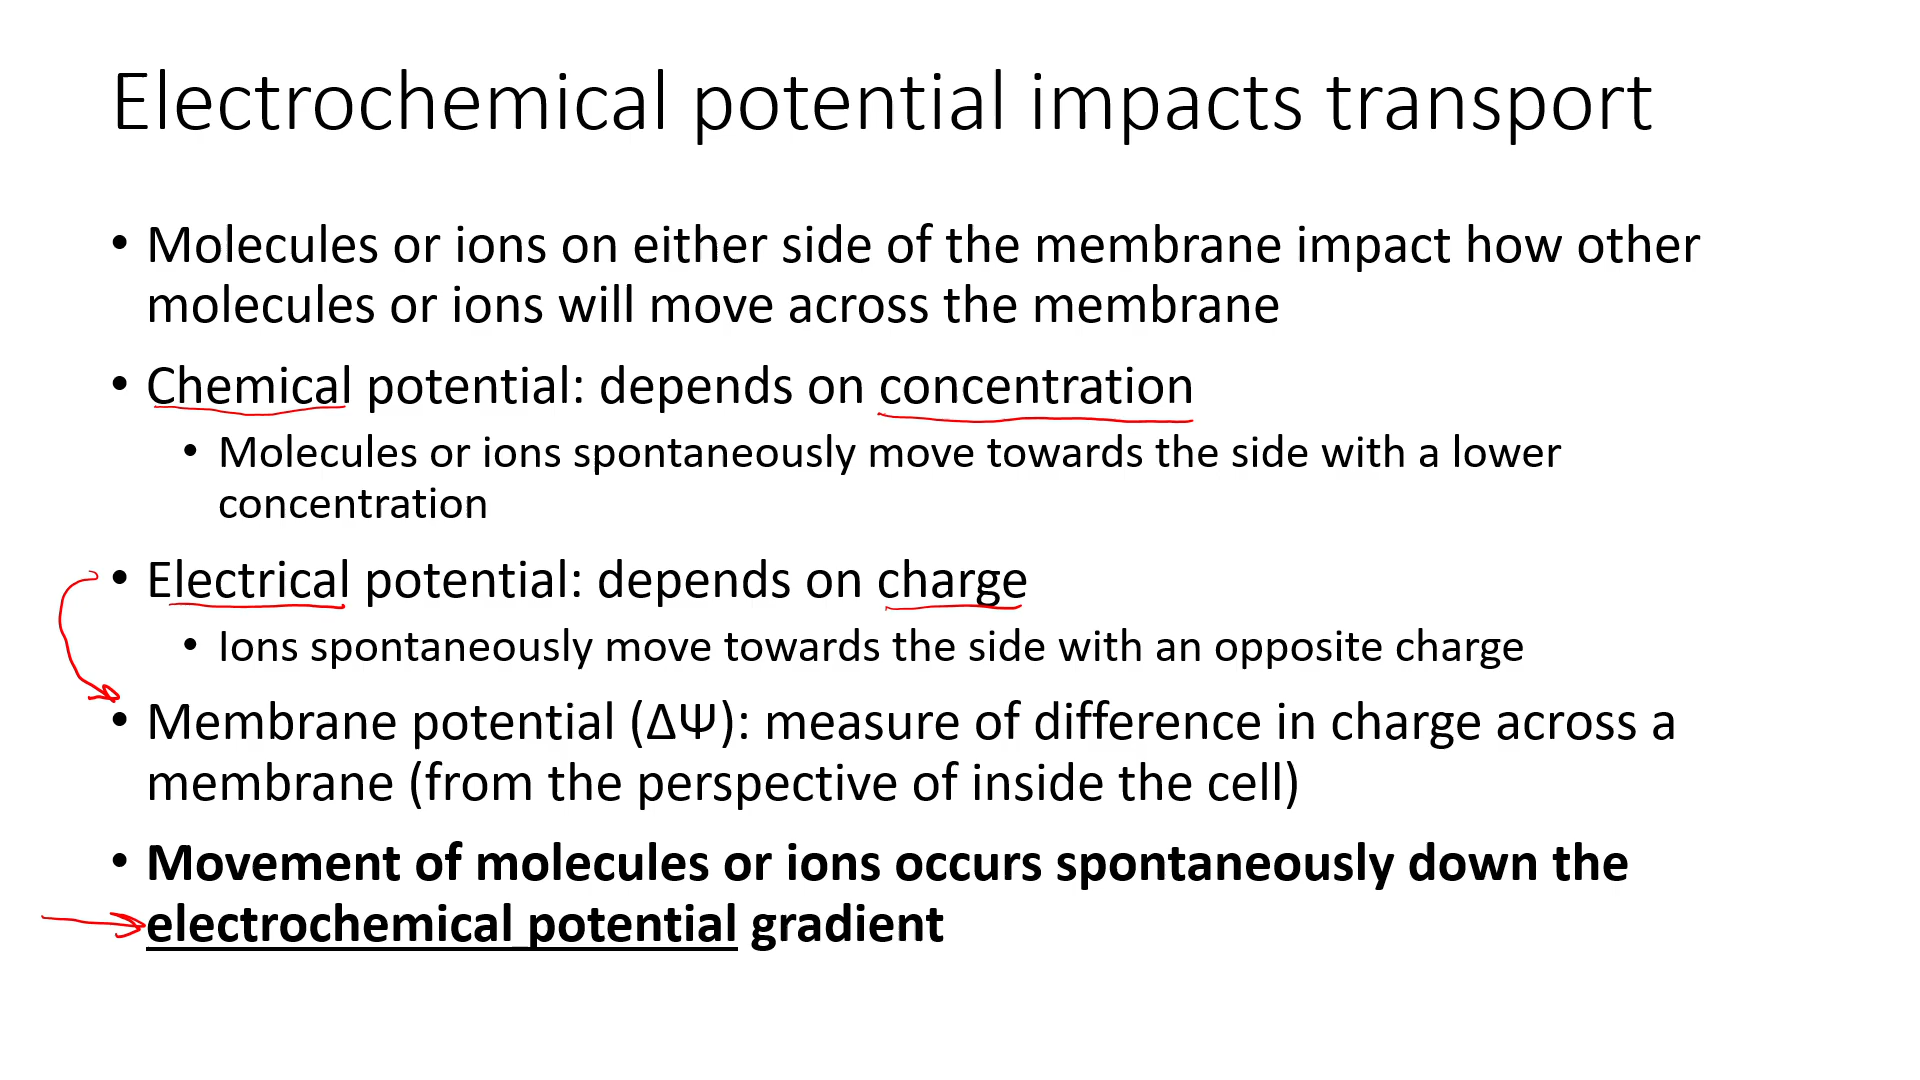 Electrochemical potential impacts transport
• Molecules or ions on either side of the membrane impact how other
molecules or ions will move across the membrane
• Chemical potential: depends on concentration
• Molecules or ions spontaneously move towards the side with a lower
concentration
• Electrical potential: depends on charge
• Ions spontaneously move towards the side with an opposite charge
• Membrane potential (ΔΨ): measure of difference in charge across a
membrane (from the perspective of inside the cell)
• Movement of molecules or ions occurs spontaneously down the
electrochemical potential gradient